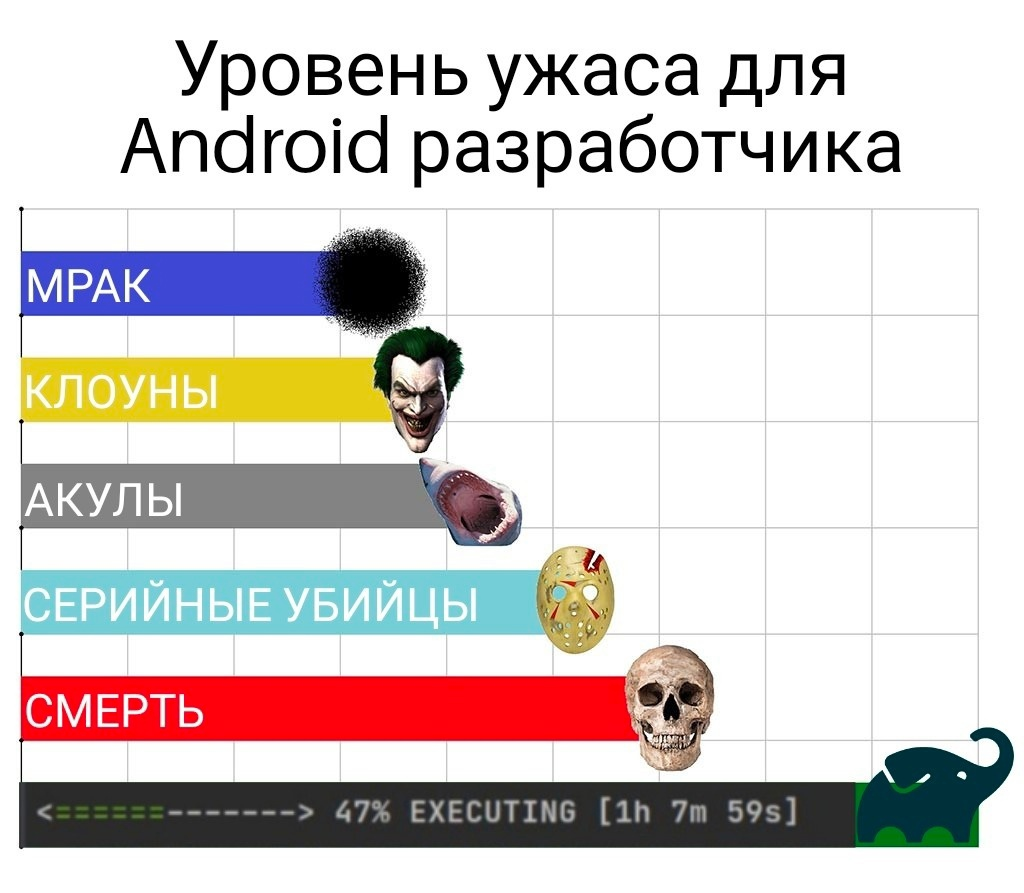 Уровень ужаса для
Android разработчика
МРАК
КЛОУНЫ
АКУЛЫ
СЕРИЙНЫЕ УБИЙЦЫ
СМЕРТЬ
<======-------> 47% EXECUTING [1h 7m 59s]